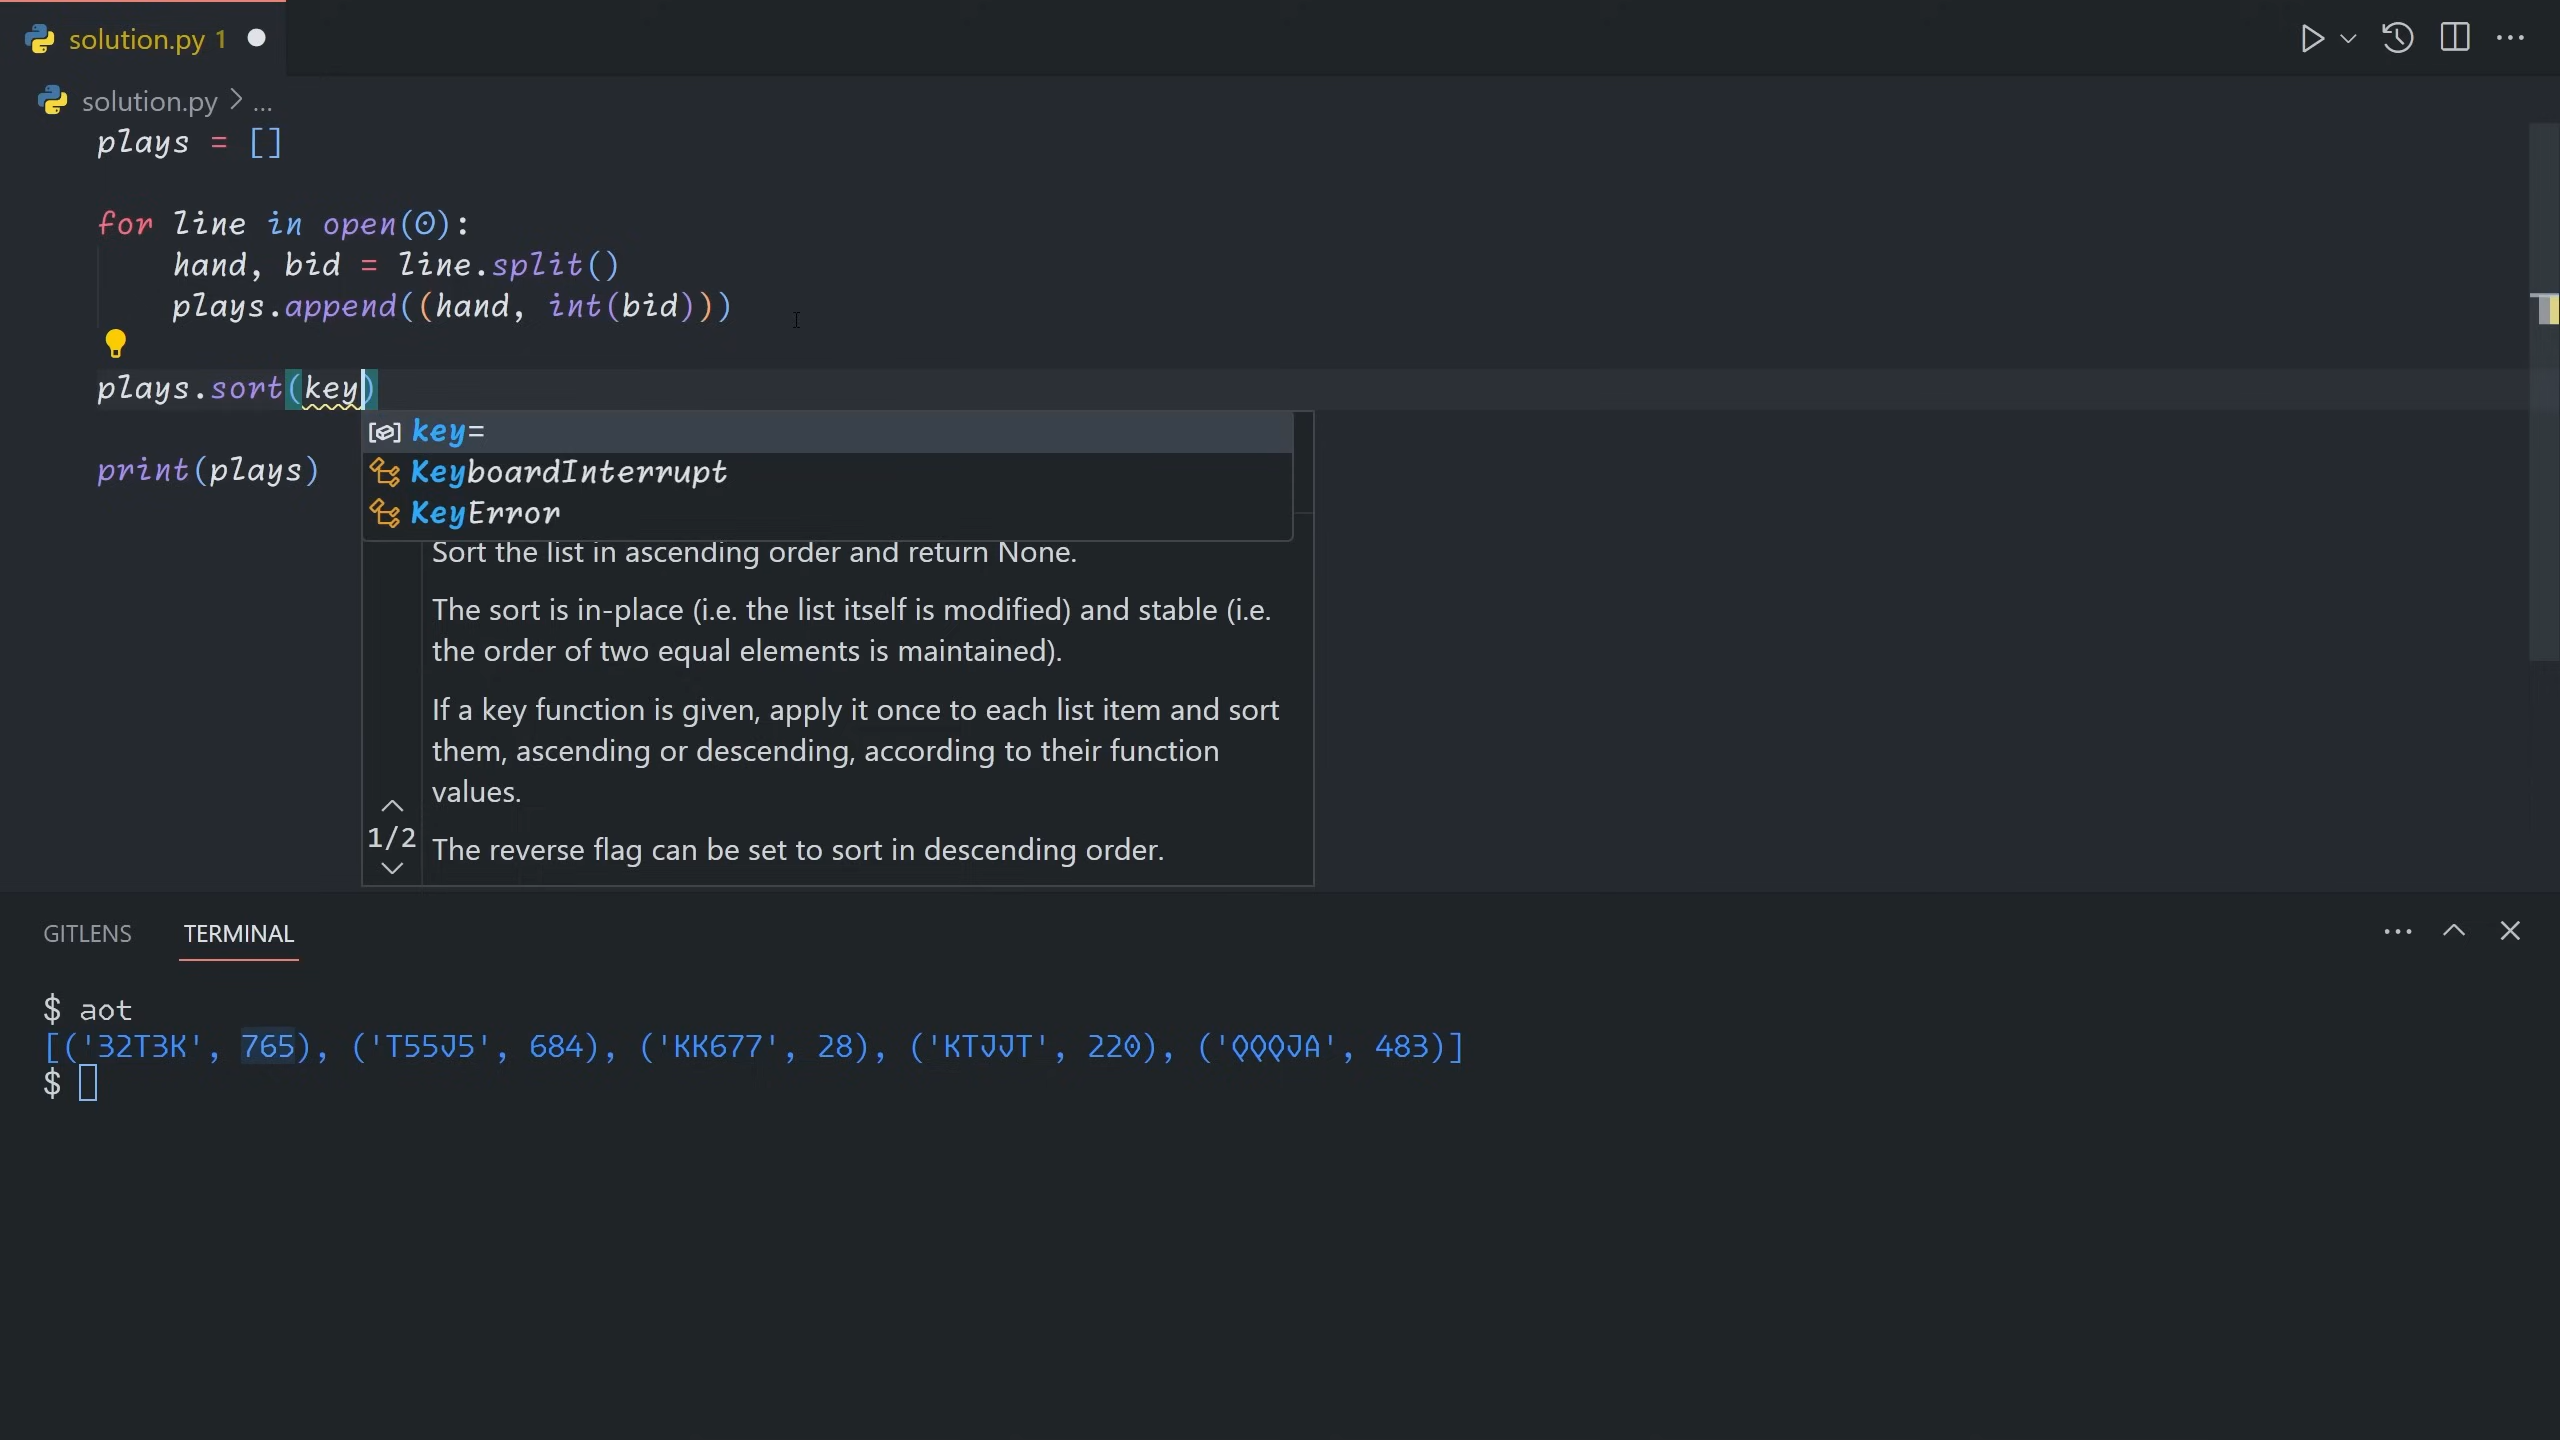 solution.py 1
solution.py > ...
plays = []
for line in open(0):
hand, bid = line.split()
plays.append((hand, int(bid)))
plays.sort(key)
key=
KeyboardInterrupt
KeyError
print(plays)
Sort the list in ascending order and return None.
The sort is in-place (i.e. the list itself is modified) and stable (i.e.
the order of two equal elements is maintained).
If a key function is given, apply it once to each list item and sort
them, ascending or descending, according to their function
values.
1/2
The reverse flag can be set to sort in descending order.
GITLENS TERMINAL
$ aot
[('32T3K', 765), ('T55J5', 684), ('KK677', 28), ('KTJJT', 220), ('QQQJA', 483)]
$